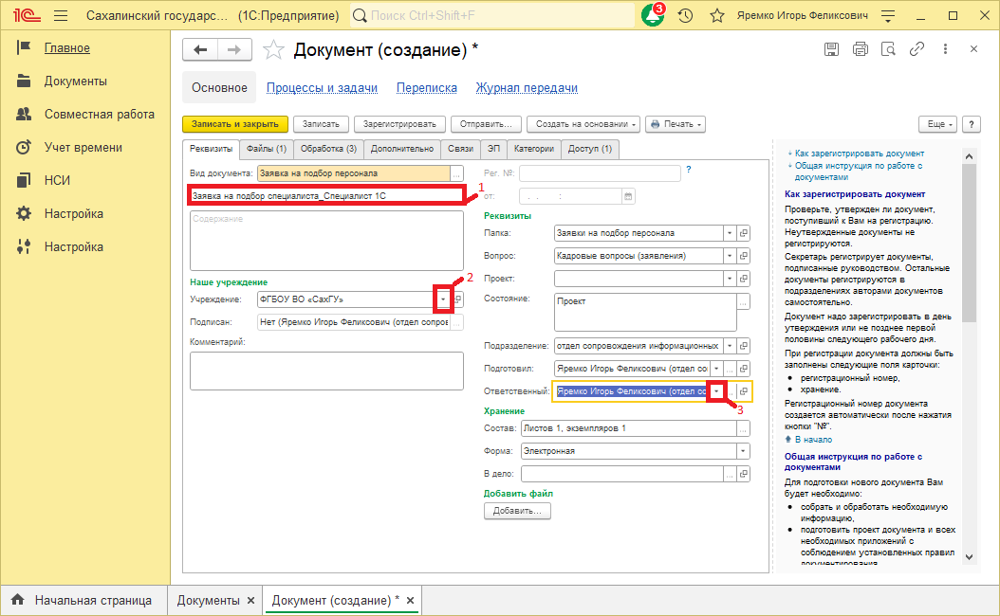 1С Сахалинский государс... (1С:Предприятие) Поиск Ctrl+Shift+F 3 Яремко Игорь Феликсович
Главное
Документы
Совместная работа
Учет времени
НСИ
Настройка
Настройка
Документ (создание) *
Основное Процессы и задачи Переписка Журнал передачи
Записать и закрыть Записать Зарегистрировать Отправить... Создать на основании Печать Еще ?
Реквизиты Файлы (1) Обработка (3) Дополнительно Связи ЭП Категории Доступ (1)
Вид документа: Заявка на подбор персонала ...
Заявка на подбор специалиста_Специалист 1С
1
Содержание
Наше учреждение
2
Учреждение: ФГБОУ ВО «СахГУ»
Подписан: Нет (Яремко Игорь Феликсович (отдел сопров ...
Комментарий:
Рег. №: ?
от: . . :
Реквизиты
Папка: Заявки на подбор персонала
Вопрос: Кадровые вопросы (заявления)
Проект:
Состояние: Проект ...
Подразделение: отдел сопровождения информационных
Подготовил: Яремко Игорь Феликсович (отдел со ...
Ответственный: Яремко Игорь Феликсович (отдел со ...
3
Хранение
Состав: Листов 1, экземпляров 1 ...
Форма: Электронная
В дело: ...
Добавить файл
Добавить...
Как зарегистрировать документ
Общая инструкция по работе с
документами
Как зарегистрировать документ
Проверьте, утвержден ли документ,
поступивший к Вам на регистрацию.
Неутвержденные документы не
регистрируются.
Секретарь регистрирует документы,
подписанные руководством. Остальные
документы регистрируются в
подразделениях авторами документов
самостоятельно.
Документ надо зарегистрировать в день
утверждения или не позднее первой
половины следующего рабочего дня.
При регистрации документа должны быть
заполнены следующие поля карточки:
• регистрационный номер,
• хранение.
Регистрационный номер документа
создается автоматически после нажатия
кнопки "№".
В начало
Общая инструкция по работе с
документами
Для подготовки нового документа Вам
будет необходимо:
• собрать и обработать необходимую
информацию,
• подготовить проект документа и всех
необходимых приложений с
соблюдением установленных правил
документирования
Начальная страница Документы × Документ (создание) * ×